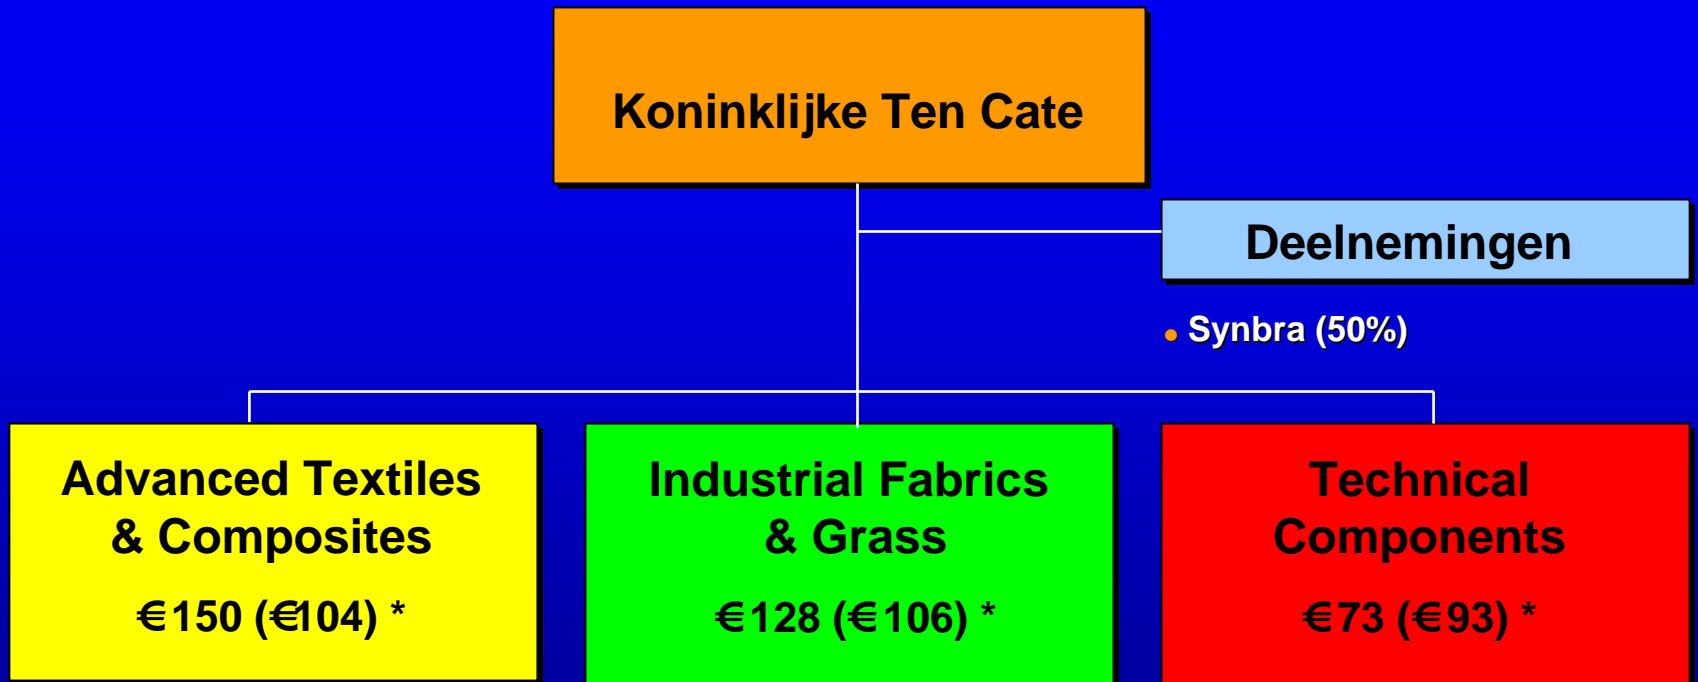 Koninklijke Ten Cate
Deelnemingen
• Synbra (50%)
Advanced Textiles
& Composites
€150 (€104) *
Industrial Fabrics
& Grass
€128 (€106) *
Technical
Components
€73 (€93) *